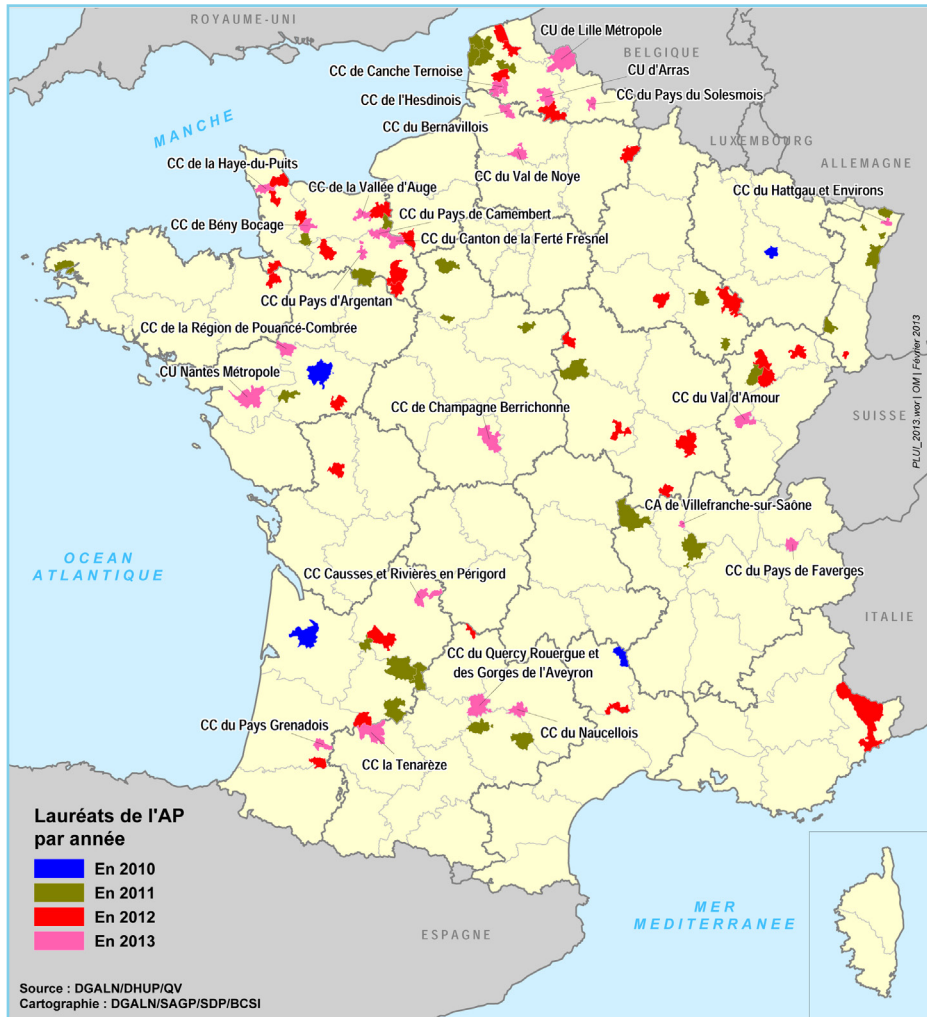 ROYAUME-UNI
CU de Lille Métropole
BELGIQUE
CC de Canche Ternoise
CU d'Arras
CC de l'Hesdinois
CC du Pays du Solesmois
CC du Bernavillois
MANCHE
LUXEMBOURG
CC de la Haye-du-Puits
ALLEMAGNE
CC du Val de Noye
CC de la Vallée d'Auge
CC du Hattgau et Environs
CC du Pays de Camembert
CC de Bény Bocage
CC du Canton de la Ferté Fresnel
CC du Pays d'Argentan
CC de la Région de Pouancé-Combrée
PLUI_2013.wor | OM | Février 2013
CU Nantes Métropole
CC du Val d'Amour
CC de Champagne Berrichonne
SUISSE
CA de Villefranche-sur-Saône
OCEAN
ATLANTIQUE
CC Causses et Rivières en Périgord
CC du Pays de Faverges
ITALIE
CC du Quercy Rouergue et
des Gorges de l'Aveyron
CC du Pays Grenadois
CC du Naucellois
CC la Tenarèze
Lauréats de l'AP
par année
En 2010
En 2011
En 2012
En 2013
MER
MEDITERRANEE
ESPAGNE
Source : DGALN/DHUP/QV
Cartographie : DGALN/SAGP/SDP/BCSI